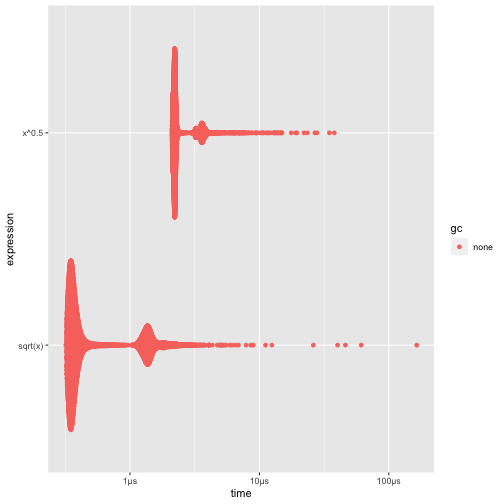 x^0.5
expression
sqrt(x)
gc
none
1µs
10µs
100µs
time